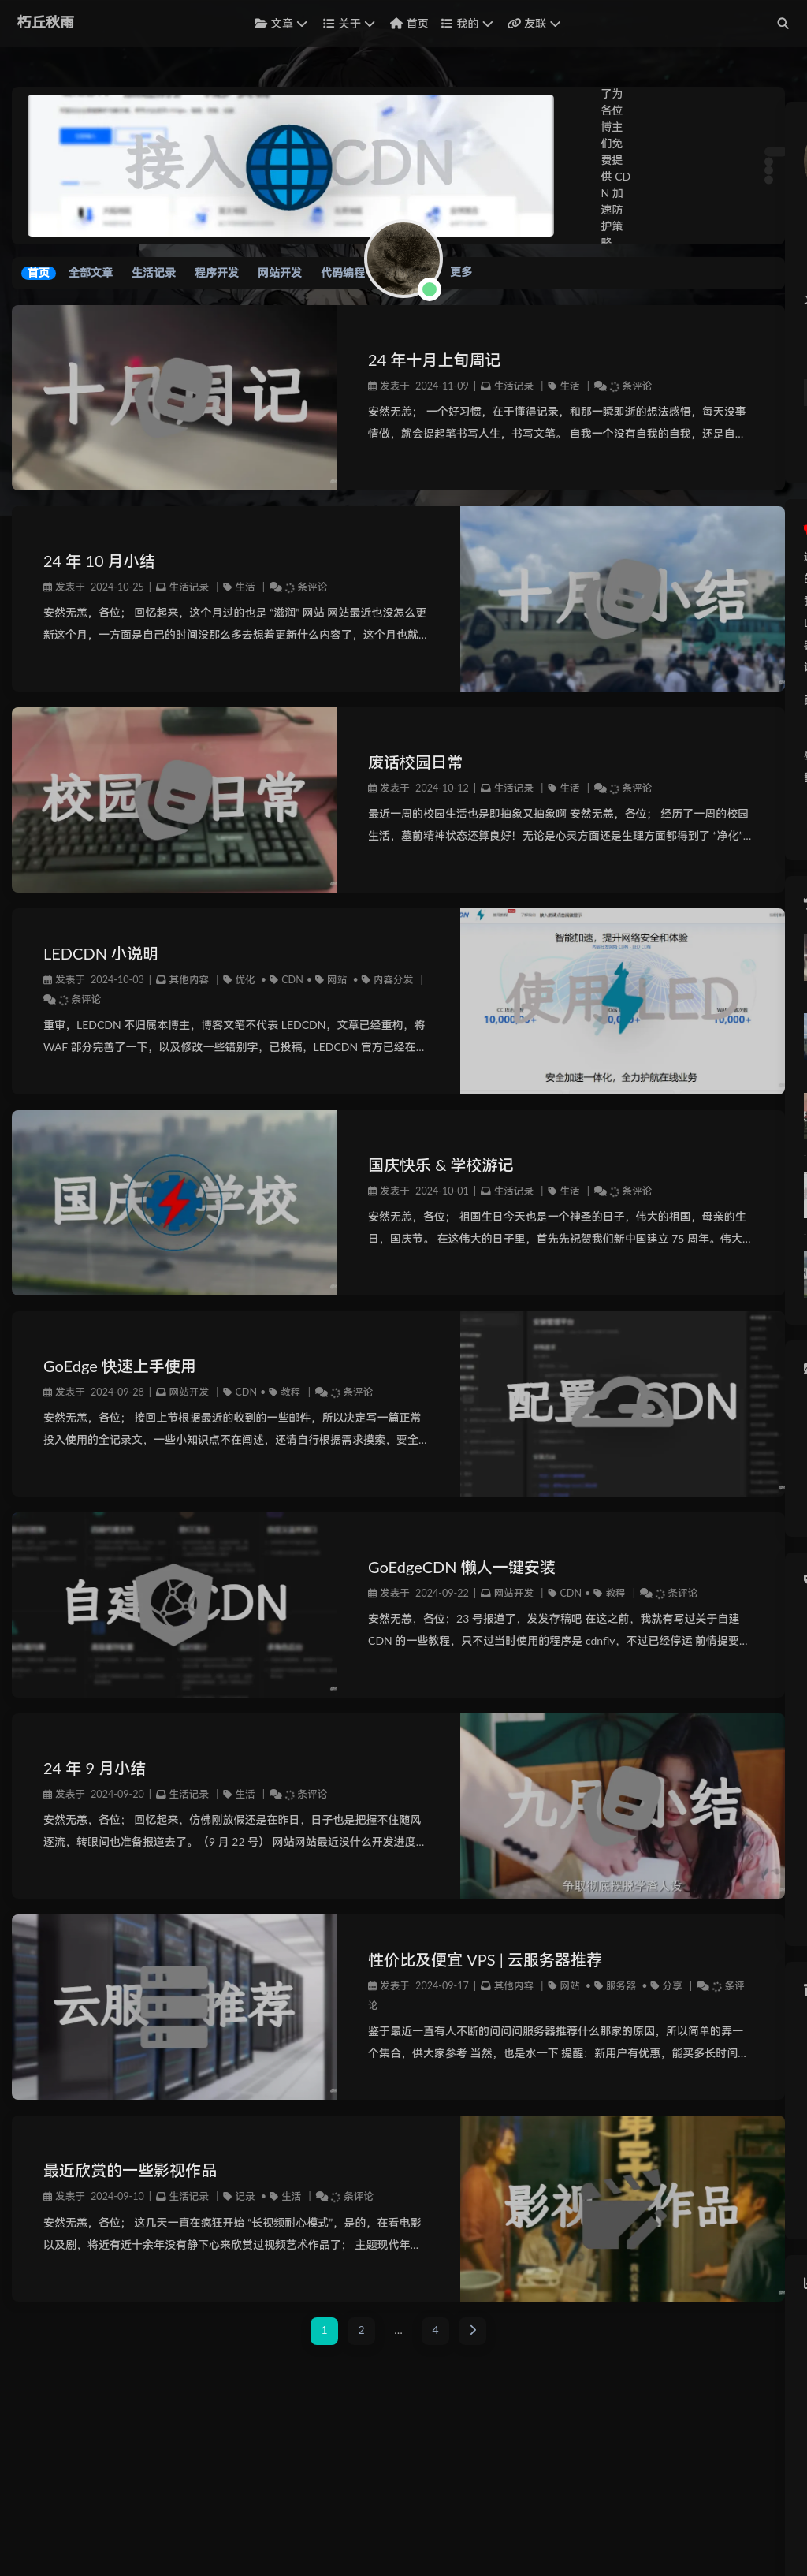 朽丘秋雨
文章 关于 首页 我的 友联
接入 CDN
了为
各位
博主
们免
费提
供 CD
N 加
速防
护策
略
首页 全部文章 生活记录 程序开发 网站开发 代码编程 更多
十月周记
24 年十月上旬周记
发表于 2024-11-09 | 生活记录 | 生活 | 条评论
安然无恙； 一个好习惯，在于懂得记录，和那一瞬即逝的想法感悟，每天没事
情做，就会提起笔书写人生，书写文笔。 自我一个没有自我的自我，还是自...
24 年 10 月小结
发表于 2024-10-25 | 生活记录 | 生活 | 条评论
安然无恙，各位； 回忆起来，这个月过的也是 “滋润” 网站 网站最近也没怎么更
新这个月，一方面是自己的时间没那么多去想着更新什么内容了，这个月也就...
十月小结
校园日常
废话校园日常
发表于 2024-10-12 | 生活记录 | 生活 | 条评论
最近一周的校园生活也是即抽象又抽象啊 安然无恙，各位； 经历了一周的校园
生活，墓前精神状态还算良好！无论是心灵方面还是生理方面都得到了 “净化”...
LEDCDN 小说明
发表于 2024-10-03 | 其他内容 | 优化 • CDN • 网站 • 内容分发 |
条评论
重审，LEDCDN 不归属本博主，博客文笔不代表 LEDCDN，文章已经重构，将
WAF 部分完善了一下，以及修改一些错别字，已投稿，LEDCDN 官方已经在...
智能加速，提升网络安全和体验
使用 LED
安全加速一体化，全力护航在线业务
国庆 学校
国庆快乐 & 学校游记
发表于 2024-10-01 | 生活记录 | 生活 | 条评论
安然无恙，各位； 祖国生日今天也是一个神圣的日子，伟大的祖国，母亲的生
日，国庆节。 在这伟大的日子里，首先先祝贺我们新中国建立 75 周年。伟大...
GoEdge 快速上手使用
发表于 2024-09-28 | 网站开发 | CDN • 教程 | 条评论
安然无恙，各位； 接回上节根据最近的收到的一些邮件，所以决定写一篇正常
投入使用的全记录文，一些小知识点不在阐述，还请自行根据需求摸索，要全...
配置 CDN
自建 CDN
GoEdgeCDN 懒人一键安装
发表于 2024-09-22 | 网站开发 | CDN • 教程 | 条评论
安然无恙，各位；23 号报道了，发发存稿吧 在这之前，我就有写过关于自建
CDN 的一些教程，只不过当时使用的程序是 cdnfly，不过已经停运 前情提要...
24 年 9 月小结
发表于 2024-09-20 | 生活记录 | 生活 | 条评论
安然无恙，各位； 回忆起来，仿佛刚放假还是在昨日，日子也是把握不住随风
逐流，转眼间也准备报道去了。（9 月 22 号） 网站网站最近没什么开发进度...
九月小结
争取彻底摆脱学渣人设
云服 推荐
性价比及便宜 VPS | 云服务器推荐
发表于 2024-09-17 | 其他内容 | 网站 • 服务器 • 分享 | 条评
论
鉴于最近一直有人不断的问问问服务器推荐什么那家的原因，所以简单的弄一
个集合，供大家参考 当然，也是水一下 提醒：新用户有优惠，能买多长时间...
最近欣赏的一些影视作品
发表于 2024-09-10 | 生活记录 | 记录 • 生活 | 条评论
安然无恙，各位； 这几天一直在疯狂开始 “长视频耐心模式”，是的，在看电影
以及剧，将近有近十余年没有静下心来欣赏过视频艺术作品了； 主题现代年...
影视作品
1 2 ... 4